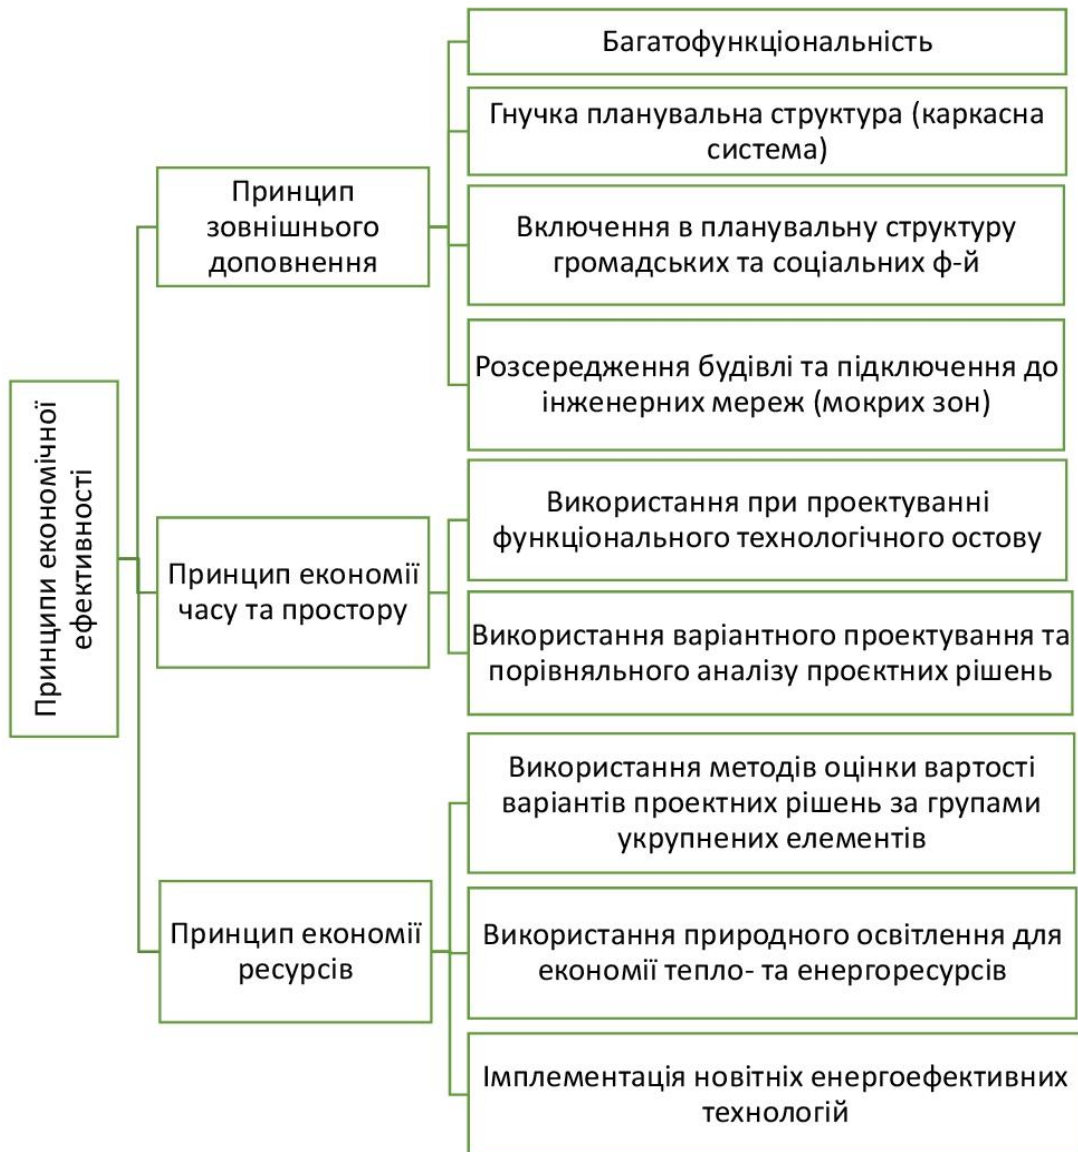 Принципи економічної
ефективності
Принцип
зовнішнього
доповнення
Багатофункціональність
Гнучка планувальна структура (каркасна
система)
Включення в планувальну структуру
громадських та соціальних ф-й
Розсередження будівлі та підключення до
інженерних мереж (мокрих зон)
Принцип економії
часу та простору
Використання при проектуванні
функціонального технологічного остову
Використання варіантного проектування та
порівняльного аналізу проєктних рішень
Принцип економії
ресурсів
Використання методів оцінки вартості
варіантів проектних рішень за групами
укрупнених елементів
Використання природного освітлення для
економії тепло- та енергоресурсів
Імплементація новітніх енергоефективних
технологій